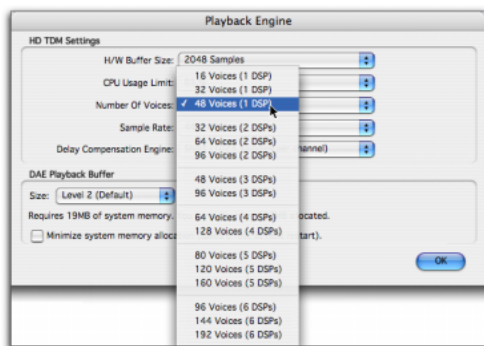 Playback Engine
HD TDM Settings
H/W Buffer Size: 2048 Samples
CPU Usage Limit:
Number Of Voices:
Sample Rate:
Delay Compensation Engine:
16 Voices (1 DSP)
32 Voices (1 DSP)
✓ 48 Voices (1 DSP)
32 Voices (2 DSPs)
64 Voices (2 DSPs)
96 Voices (2 DSPs)
48 Voices (3 DSPs)
96 Voices (3 DSPs)
64 Voices (4 DSPs)
128 Voices (4 DSPs)
80 Voices (5 DSPs)
120 Voices (5 DSPs)
160 Voices (5 DSPs)
96 Voices (6 DSPs)
144 Voices (6 DSPs)
192 Voices (6 DSPs)
DAE Playback Buffer
Size: Level 2 (Default)
Requires 19MB of system memory.
Minimize system memory
OK